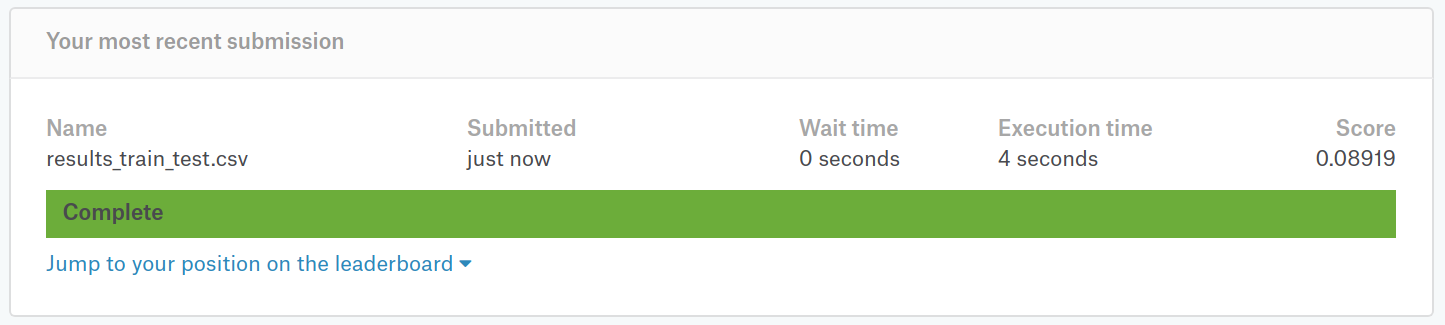 Your most recent submission
Name Submitted Wait time Execution time Score
results_train_test.csv just now 0 seconds 4 seconds 0.08919
Complete
Jump to your position on the leaderboard